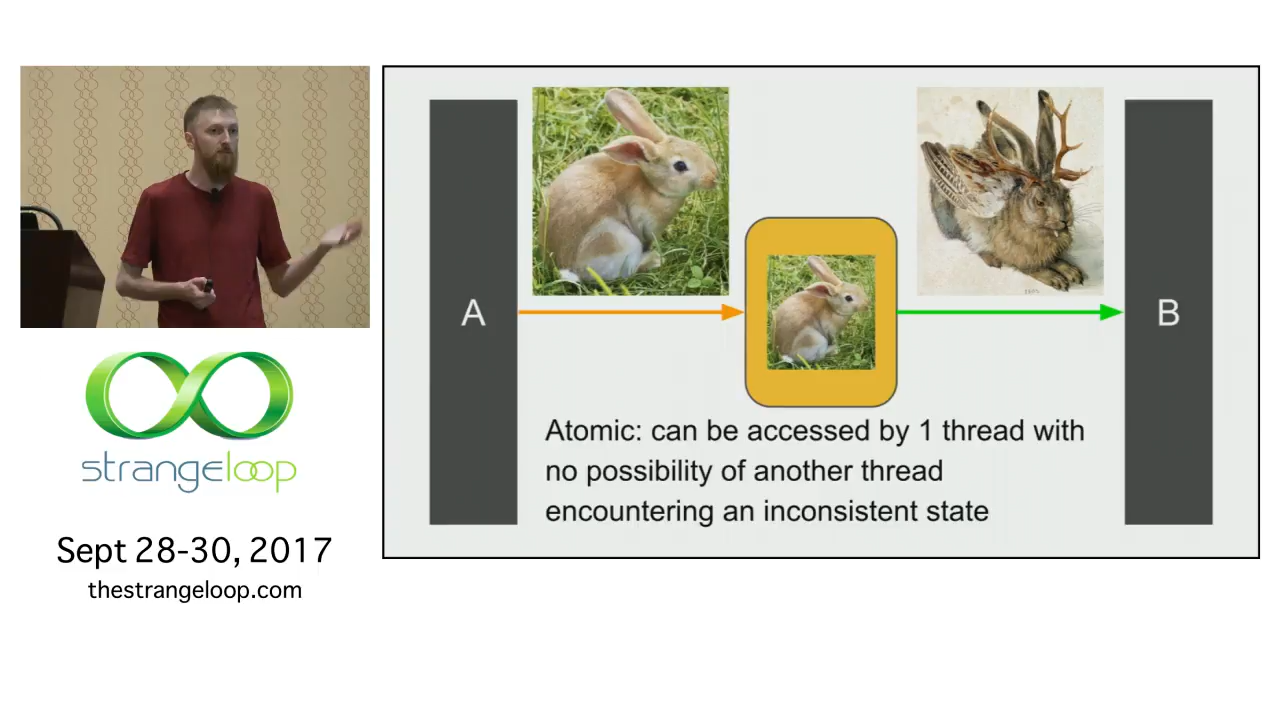 strangeloop
Sept 28-30, 2017
thestrangeloop.com
A
B
Atomic: can be accessed by 1 thread with
no possibility of another thread
encountering an inconsistent state